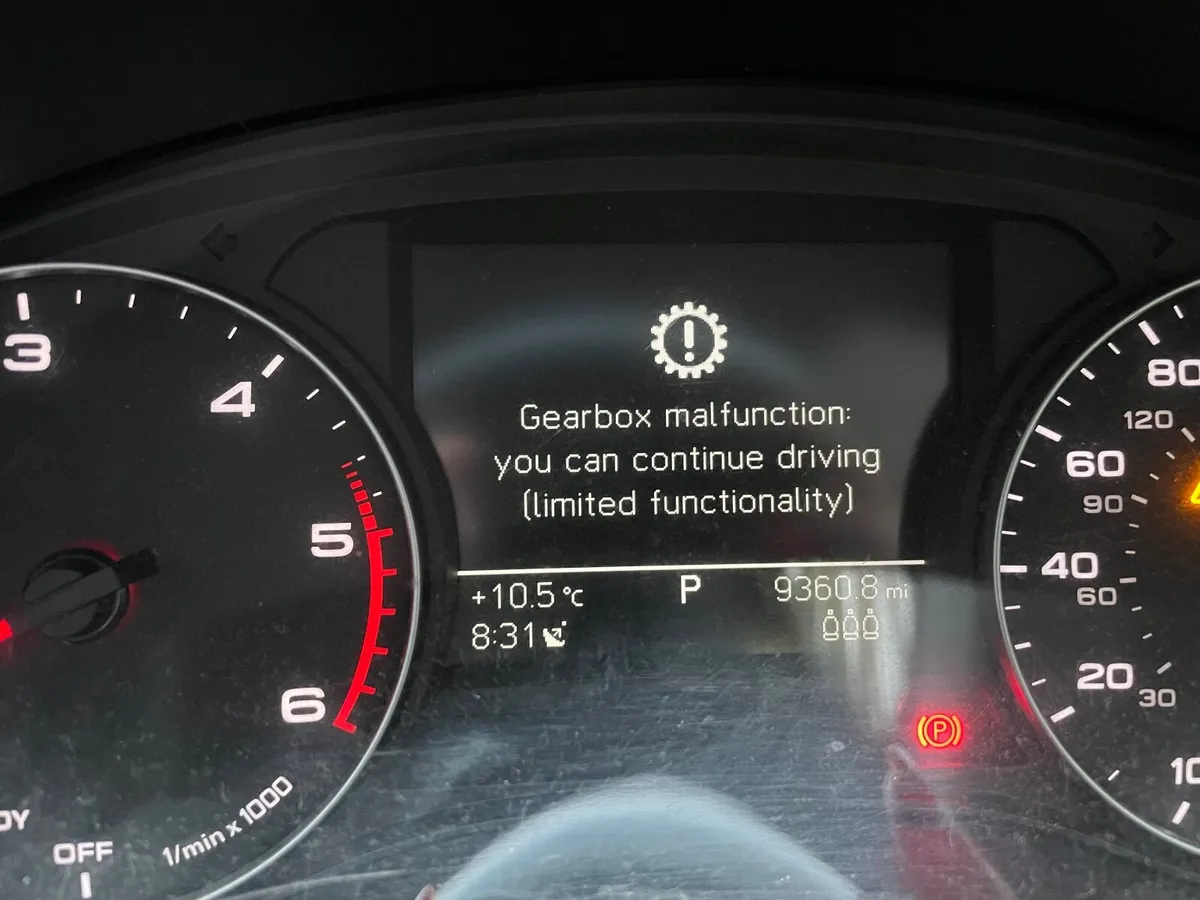 Gearbox malfunction:
you can continue driving
(limited functionality)
+10.5 °C
P
9360.8 mi
8:31
3
4
5
6
1/min x 1000
OFF
80
120
60
90
40
60
20
30
P